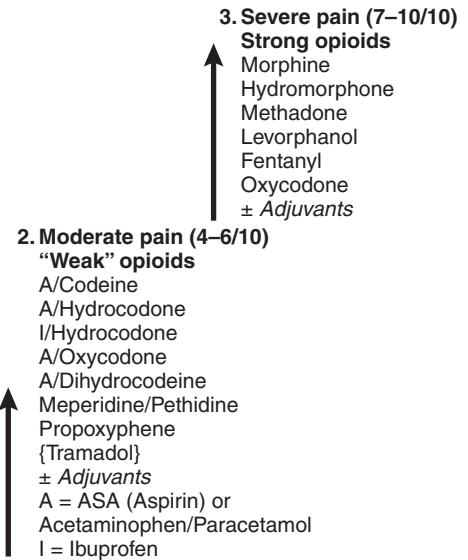 3. Severe pain (7–10/10)
Strong opioids
Morphine
Hydromorphone
Methadone
Levorphanol
Fentanyl
Oxycodone
± Adjuvants
2. Moderate pain (4–6/10)
“Weak” opioids
A/Codeine
A/Hydrocodone
I/Hydrocodone
A/Oxycodone
A/Dihydrocodeine
Meperidine/Pethidine
Propoxyphene
{Tramadol}
± Adjuvants
A = ASA (Aspirin) or
Acetaminophen/Paracetamol
I = Ibuprofen